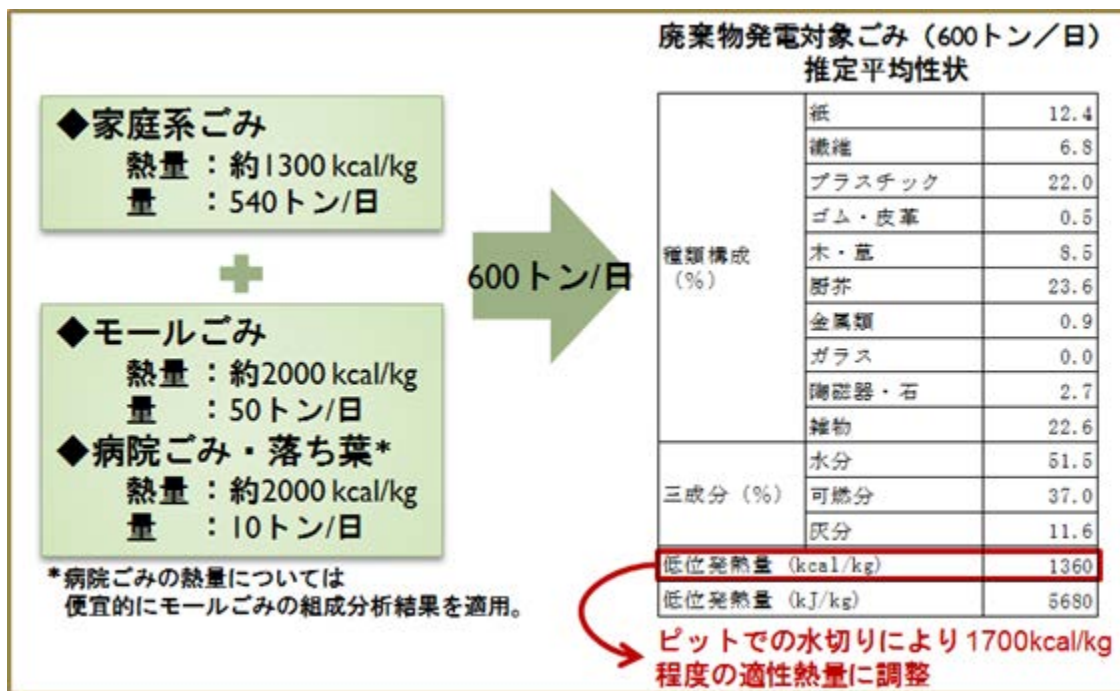 ◆家庭系ごみ
熱量：約1300 kcal/kg
量　：540トン/日
◆モールごみ
熱量：約2000 kcal/kg
量　：50トン/日
◆病院ごみ・落ち葉*
熱量：約2000 kcal/kg
量　：10トン/日
*病院ごみの熱量については
便宜的にモールごみの組成分析結果を適用。
600トン/日
廃棄物発電対象ごみ（600トン／日）
推定平均性状
種類構成（%） 紙 12.4
繊維 6.8
プラスチック 22.0
ゴム・皮革 0.5
木・草 8.5
厨芥 23.6
金属類 0.9
ガラス 0.0
陶磁器・石 2.7
雑物 22.6
三成分（%） 水分 51.5
可燃分 37.0
灰分 11.6
低位発熱量（kcal/kg） 1360
低位発熱量（kJ/kg） 5680
ピットでの水切りにより1700kcal/kg
程度の適性熱量に調整